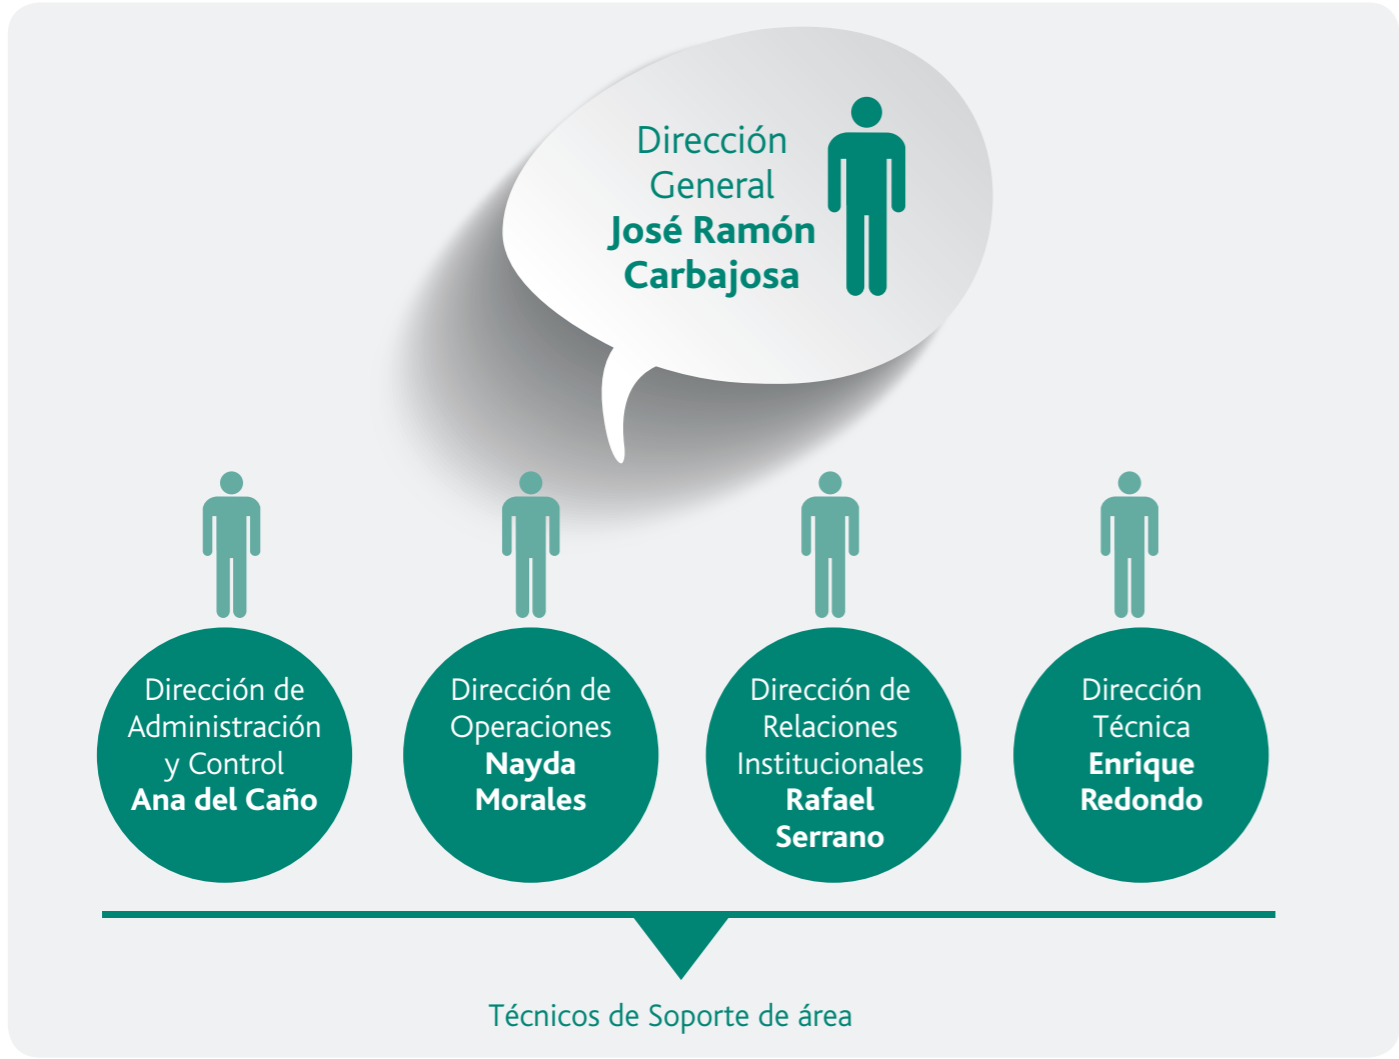 Dirección
General
José Ramón
Carbajosa
Dirección de
Administración
y Control
Ana del Caño
Dirección de
Operaciones
Nayda
Morales
Dirección de
Relaciones
Institucionales
Rafael
Serrano
Dirección
Técnica
Enrique
Redondo
Técnicos de Soporte de área